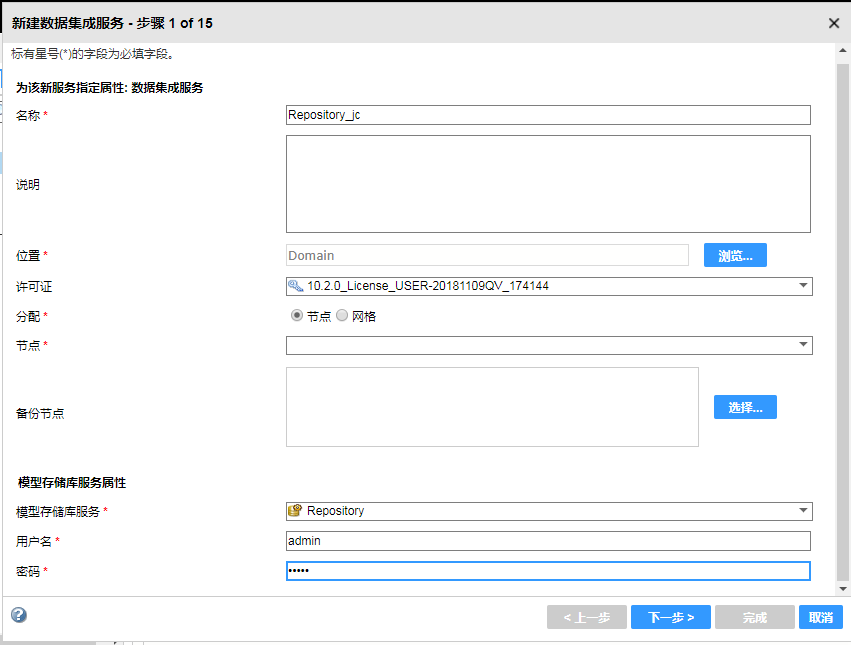 新建数据集成服务 - 步骤 1 of 15
标有星号(*)的字段为必填字段。
为该新服务指定属性: 数据集成服务
名称 * Repository_jc
说明
位置 * Domain 浏览...
许可证 10.2.0_License_USER-20181109QV_174144
分配 * 节点 网格
节点 *
备份节点 选择...
模型存储库服务属性
模型存储库服务 * Repository
用户名 * admin
密码 * •••••
< 上一步 下一步 > 完成 取消